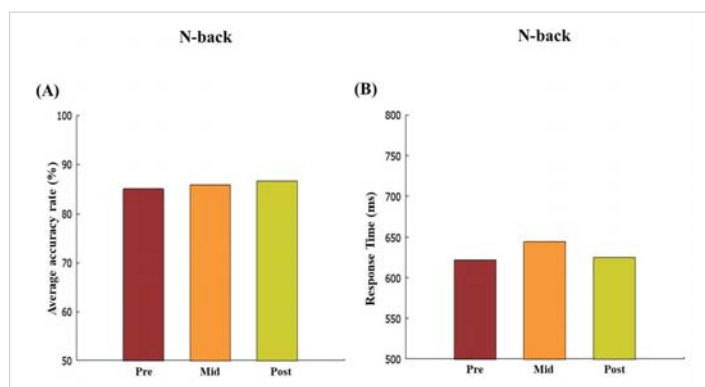 N-back
(A)
Average accuracy rate (%)
100
90
80
70
60
50
Pre Mid Post
N-back
(B)
Response Time (ms)
800
750
700
650
600
550
500
Pre Mid Post